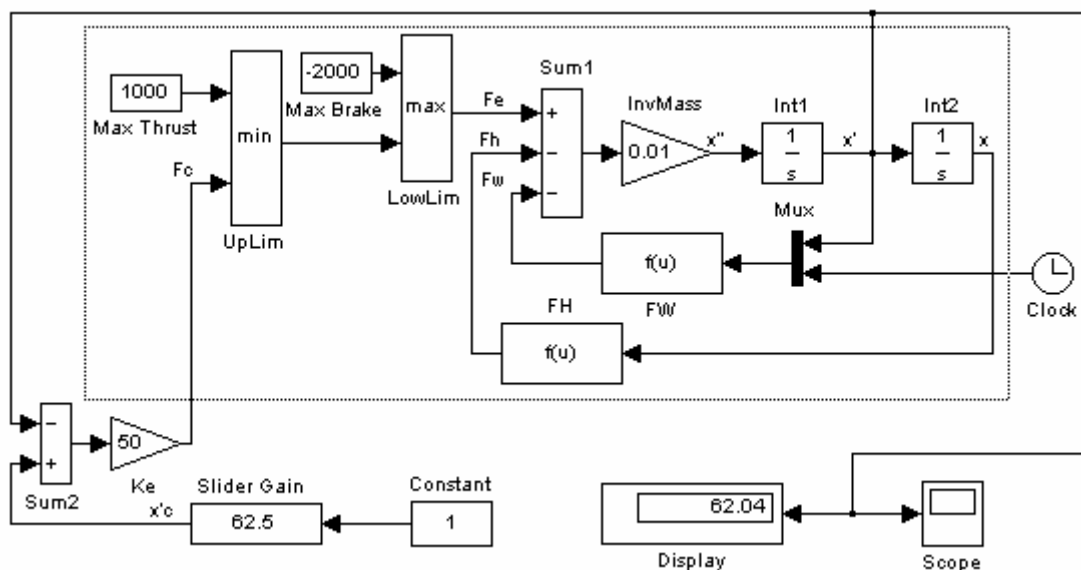 1000
Max Thrust
Fc
min
UpLim
-2000
Max Brake
max
LowLim
Fe
Fh
Fw
Sum1
+
−
−
InvMass
0.01
x"
Int1
1
s
x'
Int2
1
s
x
Mux
f(u)
FW
FH
f(u)
Clock
−
+
Sum2
50
Ke
x'c
Slider Gain
62.5
Constant
1
62.04
Display
Scope